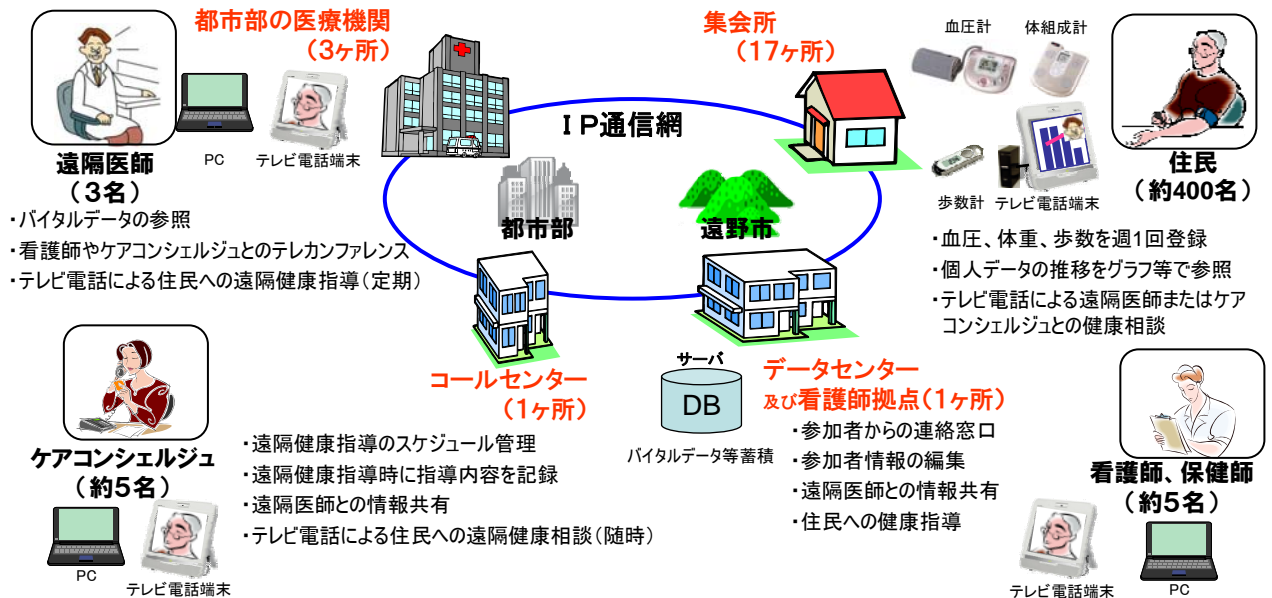 都市部の医療機関
(3ヶ所)
PC
テレビ電話端末
遠隔医師
(3名)
・バイタルデータの参照
・看護師やケアコンシェルジュとのテレカンファレンス
・テレビ電話による住民への遠隔健康指導(定期)
IP通信網
都市部
遠野市
集会所
(17ヶ所)
血圧計
体組成計
歩数計
テレビ電話端末
住民
(約400名)
・血圧、体重、歩数を週1回登録
・個人データの推移をグラフ等で参照
・テレビ電話による遠隔医師またはケア
コンシェルジュとの健康相談
コールセンター
(1ヶ所)
ケアコンシェルジュ
(約5名)
PC
テレビ電話端末
・遠隔健康指導のスケジュール管理
・遠隔健康指導時に指導内容を記録
・遠隔医師との情報共有
・テレビ電話による住民への遠隔健康相談(随時)
サーバ
DB
バイタルデータ等蓄積
データセンター
及び看護師拠点(1ヶ所)
・参加者からの連絡窓口
・参加者情報の編集
・遠隔医師との情報共有
・住民への健康指導
看護師、保健師
(約5名)
テレビ電話端末
PC